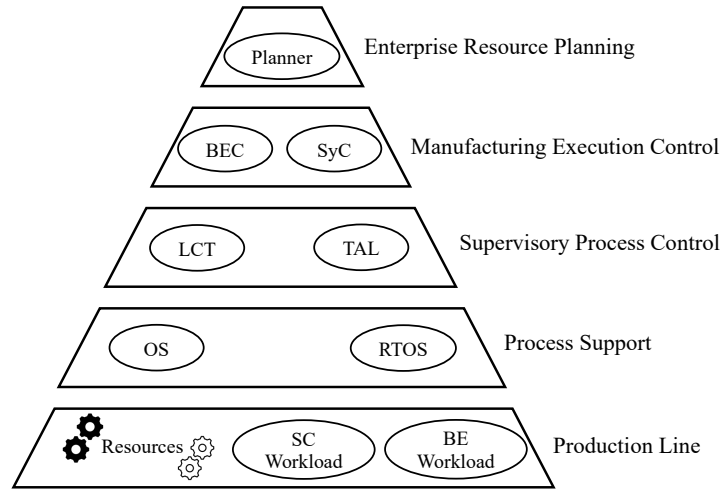 Planner
Enterprise Resource Planning
BEC
SyC
Manufacturing Execution Control
LCT
TAL
Supervisory Process Control
OS
RTOS
Process Support
Resources
SC
Workload
BE
Workload
Production Line